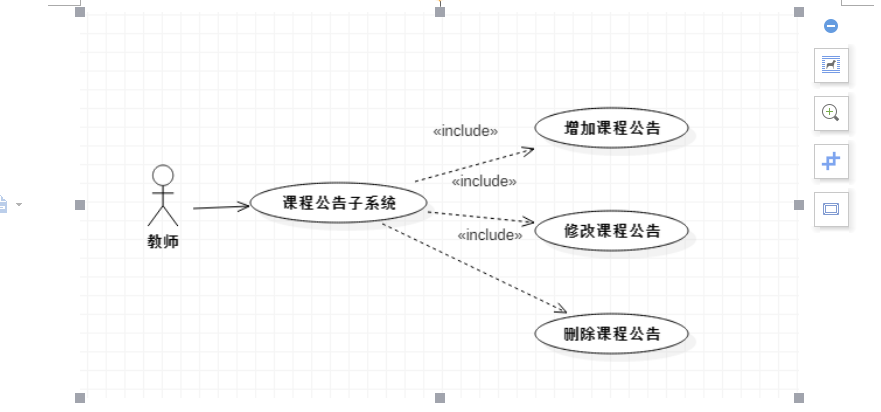 «include»
增加课程公告
«include»
课程公告子系统
修改课程公告
«include»
教师
删除课程公告